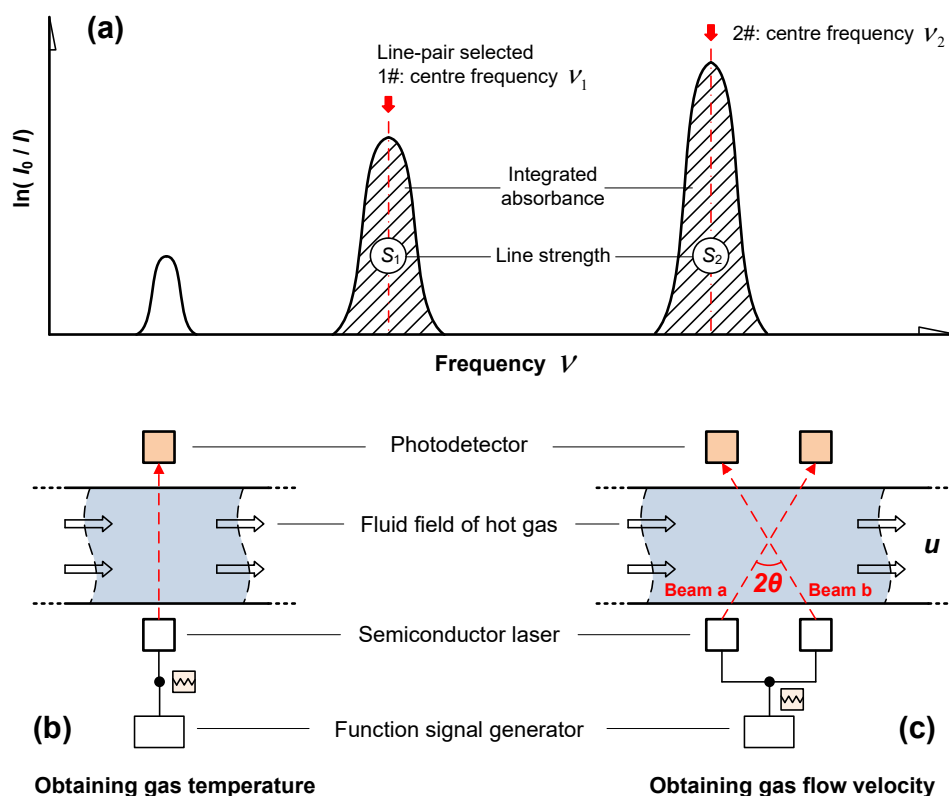 (a)
Line-pair selected
1#: centre frequency ν₁
2#: centre frequency ν₂
ln( I₀ / I)
Integrated
absorbance
S₁
Line strength
S₂
Frequency ν
Photodetector
Fluid field of hot gas
u
Beam a
2θ
Beam b
Semiconductor laser
(b)
Function signal generator
(c)
Obtaining gas temperature
Obtaining gas flow velocity